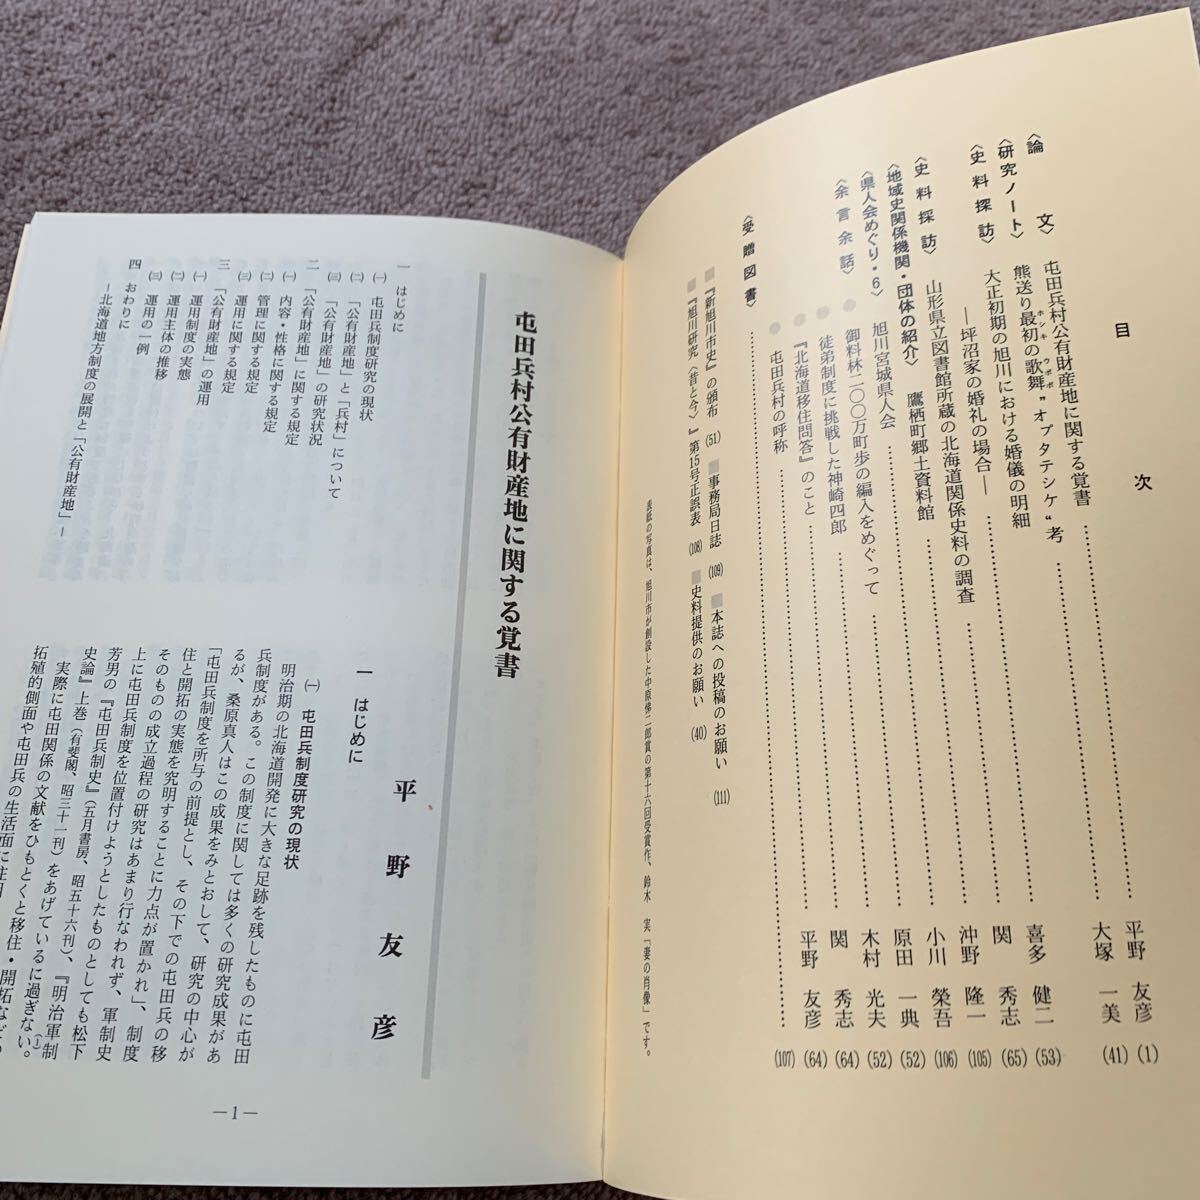 目次
〈論文〉 屯田兵村公有財産地に関する覚書 平野 友彦 (1)
〈研究ノート〉 熊送り最初の歌舞〝オプタテシケ〟考 大塚 一美 (41)
ホシキ ウポポ
〈史料探訪〉 大正初期の旭川における婚儀の明細 喜多 健二 (53)
―坪沼家の婚礼の場合― 関 秀志 (65)
〈史料探訪〉 山形県立図書館所蔵の北海道関係史料の調査 沖野 隆一 (105)
〈地域史関係機関・団体の紹介〉 鷹栖町郷土資料館 小川 榮吾 (106)
〈県人会めぐり・6〉 旭川宮城県人会 原田 一典 (52)
〈余言余話〉 ●御料林二〇〇万町歩の編入をめぐって 木村 光夫 (52)
●徒弟制度に挑戦した神崎四郎 関 秀志 (64)
●『北海道移住問答』のこと 平野 友彦 (64)
●屯田兵村の呼称
〈受贈図書〉 (107)
■『新旭川市史』の頒布 (51) ■事務局日誌 (109) ■本誌への投稿のお願い (111)
■『旭川研究〈昔と今〉』第15号正誤表 (108) ■史料提供のお願い (40)
表紙の写真は、旭川市が創設した中原悌二郎賞の第十六回受賞作、鈴木 実「妻の肖像」です。
屯田兵村公有財産地に関する覚書
平野友彦
一 はじめに
㈠ 屯田兵制度研究の現状
㈡ 「公有財産地」と「兵村」について
㈢ 「公有財産地」の研究状況
二 「公有財産地」に関する規定
㈠ 内容・性格に関する規定
㈡ 管理に関する規定
㈢ 運用に関する規定
三 「公有財産地」の運用
㈠ 運用制度の実態
㈡ 運用主体の推移
㈢ 運用の一例
四 おわりに
―北海道地方制度の展開と「公有財産地」―
一 はじめに
㈠ 屯田兵制度研究の現状
明治期の北海道開発に大きな足跡を残したものに屯田
兵制度がある。この制度に関しては多くの研究成果があ
るが、桑原真人はこの成果をみとおして、研究の中心が
「屯田兵制度を所与の前提とし、その下での屯田兵の移
住と開拓の実態を究明することに力点が置かれ」、制度
そのものの成立過程の研究はあまり行なわれず、軍制史
上に屯田兵制度を位置付けようとしたものとしても松下
芳男の『屯田兵制史』（五月書房、昭五十六刊）、『明治軍制
史論』上巻（有斐閣、昭三十一刊）をあげているに過ぎない。(1)
実際に屯田関係の文献をひもとくと移住・開拓など
拓殖的側面や屯田兵の生活面に注目
―1―